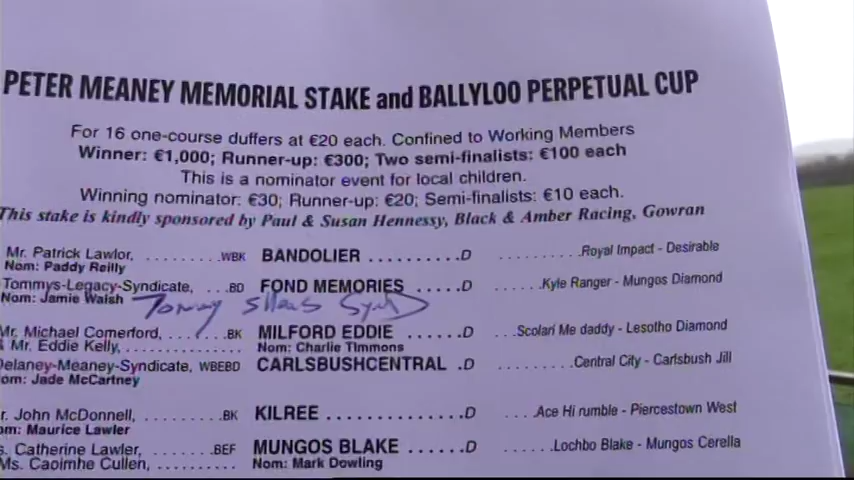 PETER MEANEY MEMORIAL STAKE and BALLYLOO PERPETUAL CUP
For 16 one-course duffers at €20 each. Confined to Working Members
Winner: €1,000; Runner-up: €300; Two semi-finalists: €100 each
This is a nominator event for local children.
Winning nominator: €30; Runner-up: €20; Semi-finalists: €10 each.
This stake is kindly sponsored by Paul & Susan Hennessy, Black & Amber Racing, Gowran
Mr. Patrick Lawlor, .........WBK BANDOLIER ..........D .........Royal Impact - Desirable
Nom: Paddy Reilly
Tommys-Legacy-Syndicate, ...BD FOND MEMORIES .....D ......Kyle Ranger - Mungos Diamond
Nom: Jamie Walsh Tommy
Mr. Michael Comerford, .......BK MILFORD EDDIE ......D ...Scolari Me daddy - Lesotho Diamond
& Mr. Eddie Kelly, .............. Nom: Charlie Timmons
Delaney-Meaney-Syndicate, WBEBD CARLSBUSHCENTRAL .D ..........Central City - Carlsbush Jill
Nom: Jade McCartney
Mr. John McDonnell, .........BK KILREE ..............D ....Ace Hi rumble - Piercestown West
Nom: Maurice Lawler
Catherine Lawler, .......BEF MUNGOS BLAKE ......D ......Lochbo Blake - Mungos Cerella
Ms. Caoimhe Cullen, .......... Nom: Mark Dowling